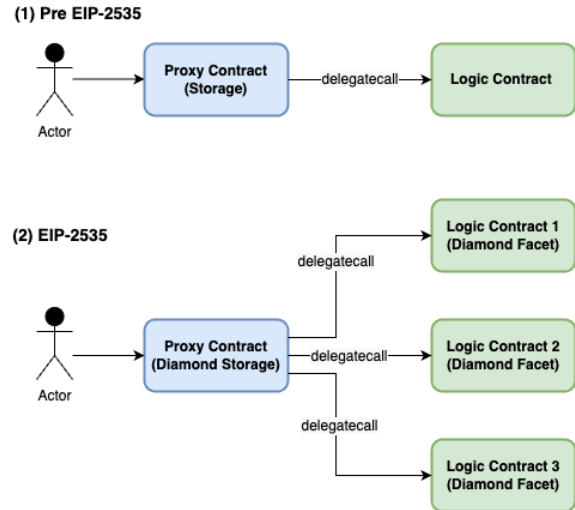 (1) Pre EIP-2535
Proxy Contract
(Storage)
delegatecall
Logic Contract
Actor
(2) EIP-2535
Logic Contract 1
(Diamond Facet)
delegatecall
Proxy Contract
(Diamond Storage)
delegatecall
Logic Contract 2
(Diamond Facet)
Actor
delegatecall
Logic Contract 3
(Diamond Facet)